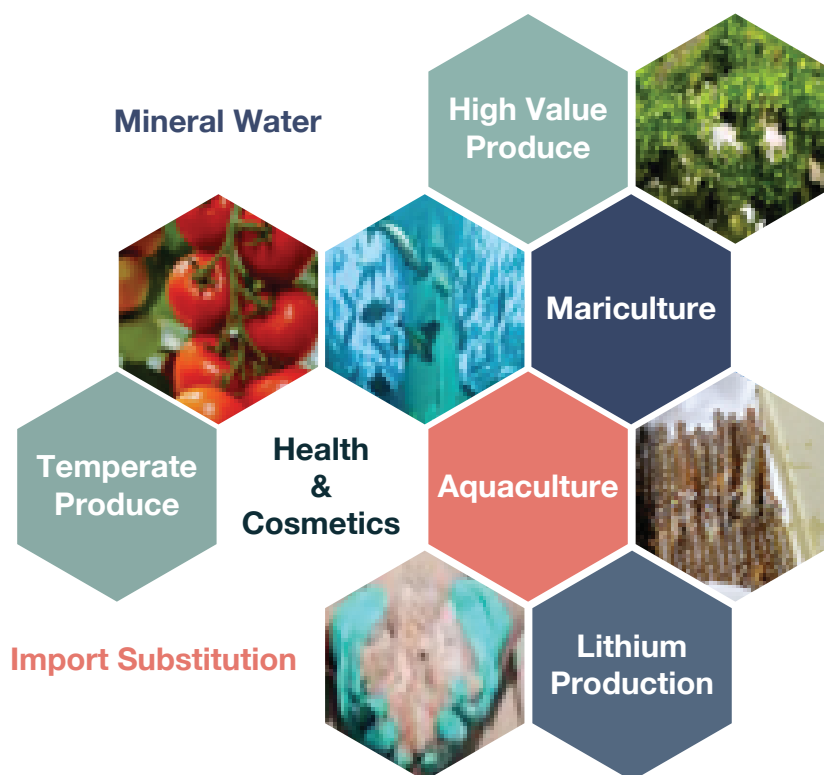 Mineral Water
High Value
Produce
Mariculture
Temperate
Produce
Health
&
Cosmetics
Aquaculture
Import Substitution
Lithium
Production